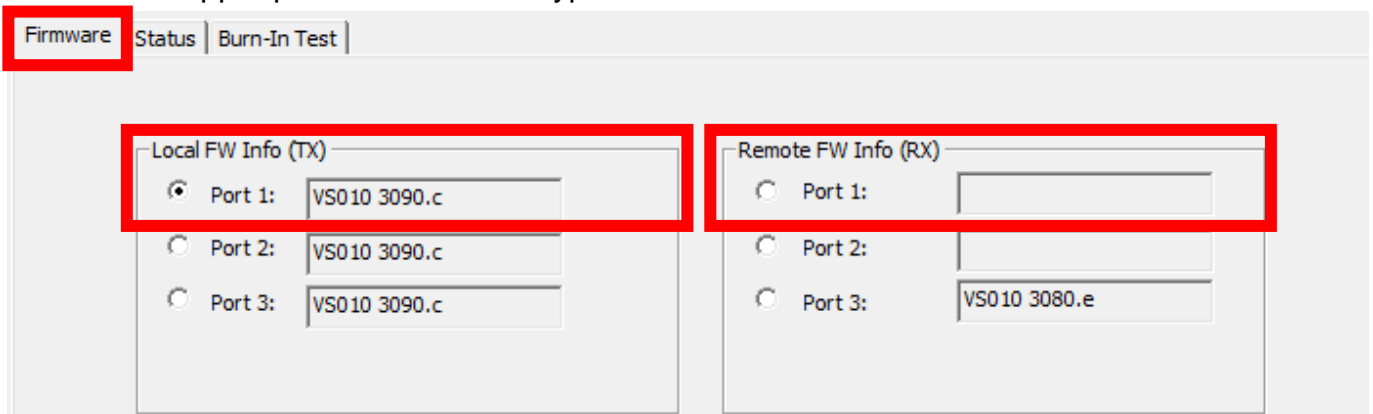 Firmware Status Burn-In Test
Local FW Info (TX)
Port 1: VS010 3090.c
Port 2: VS010 3090.c
Port 3: VS010 3090.c
Remote FW Info (RX)
Port 1:
Port 2:
Port 3: VS010 3080.e